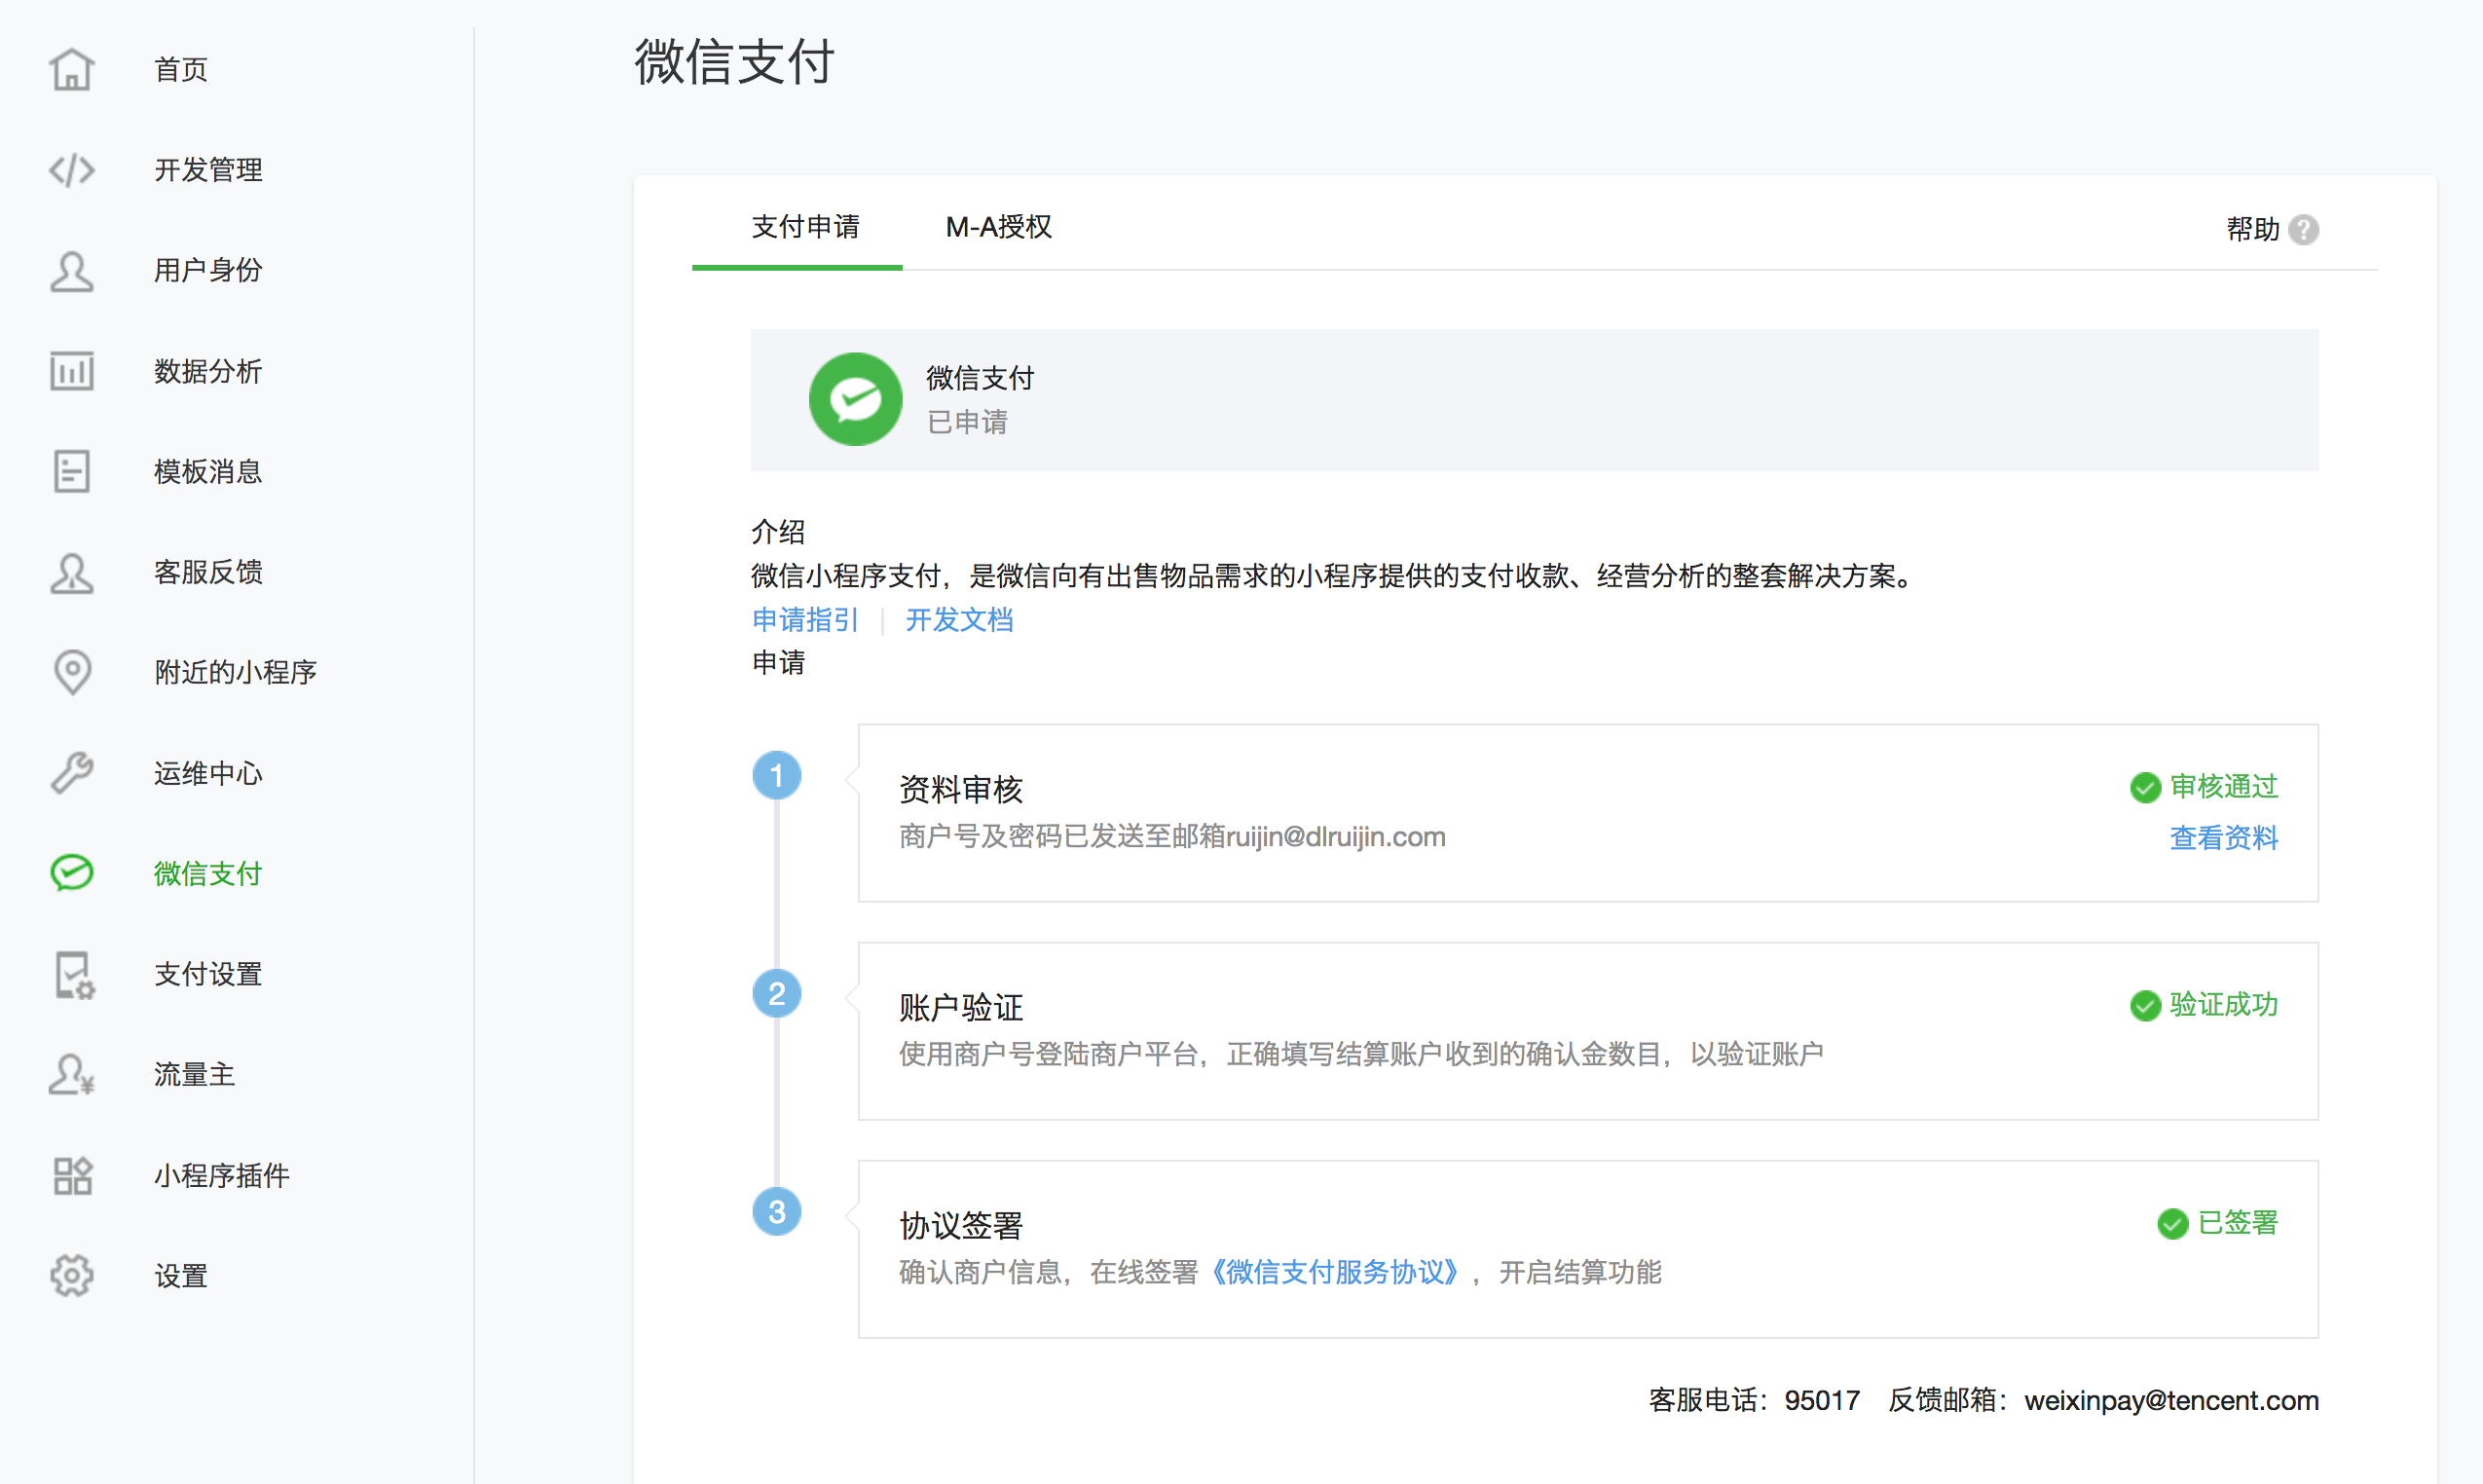 首页
开发管理
用户身份
数据分析
模板消息
客服反馈
附近的小程序
运维中心
微信支付
支付设置
流量主
小程序插件
设置
微信支付
支付申请 M-A授权 帮助 ?
微信支付
已申请
介绍
微信小程序支付，是微信向有出售物品需求的小程序提供的支付收款、经营分析的整套解决方案。
申请指引 | 开发文档
申请
1 资料审核 审核通过
商户号及密码已发送至邮箱ruijin@dlruijin.com 查看资料
2 账户验证 验证成功
使用商户号登陆商户平台，正确填写结算账户收到的确认金数目，以验证账户
3 协议签署 已签署
确认商户信息，在线签署《微信支付服务协议》，开启结算功能
客服电话：95017 反馈邮箱：weixinpay@tencent.com